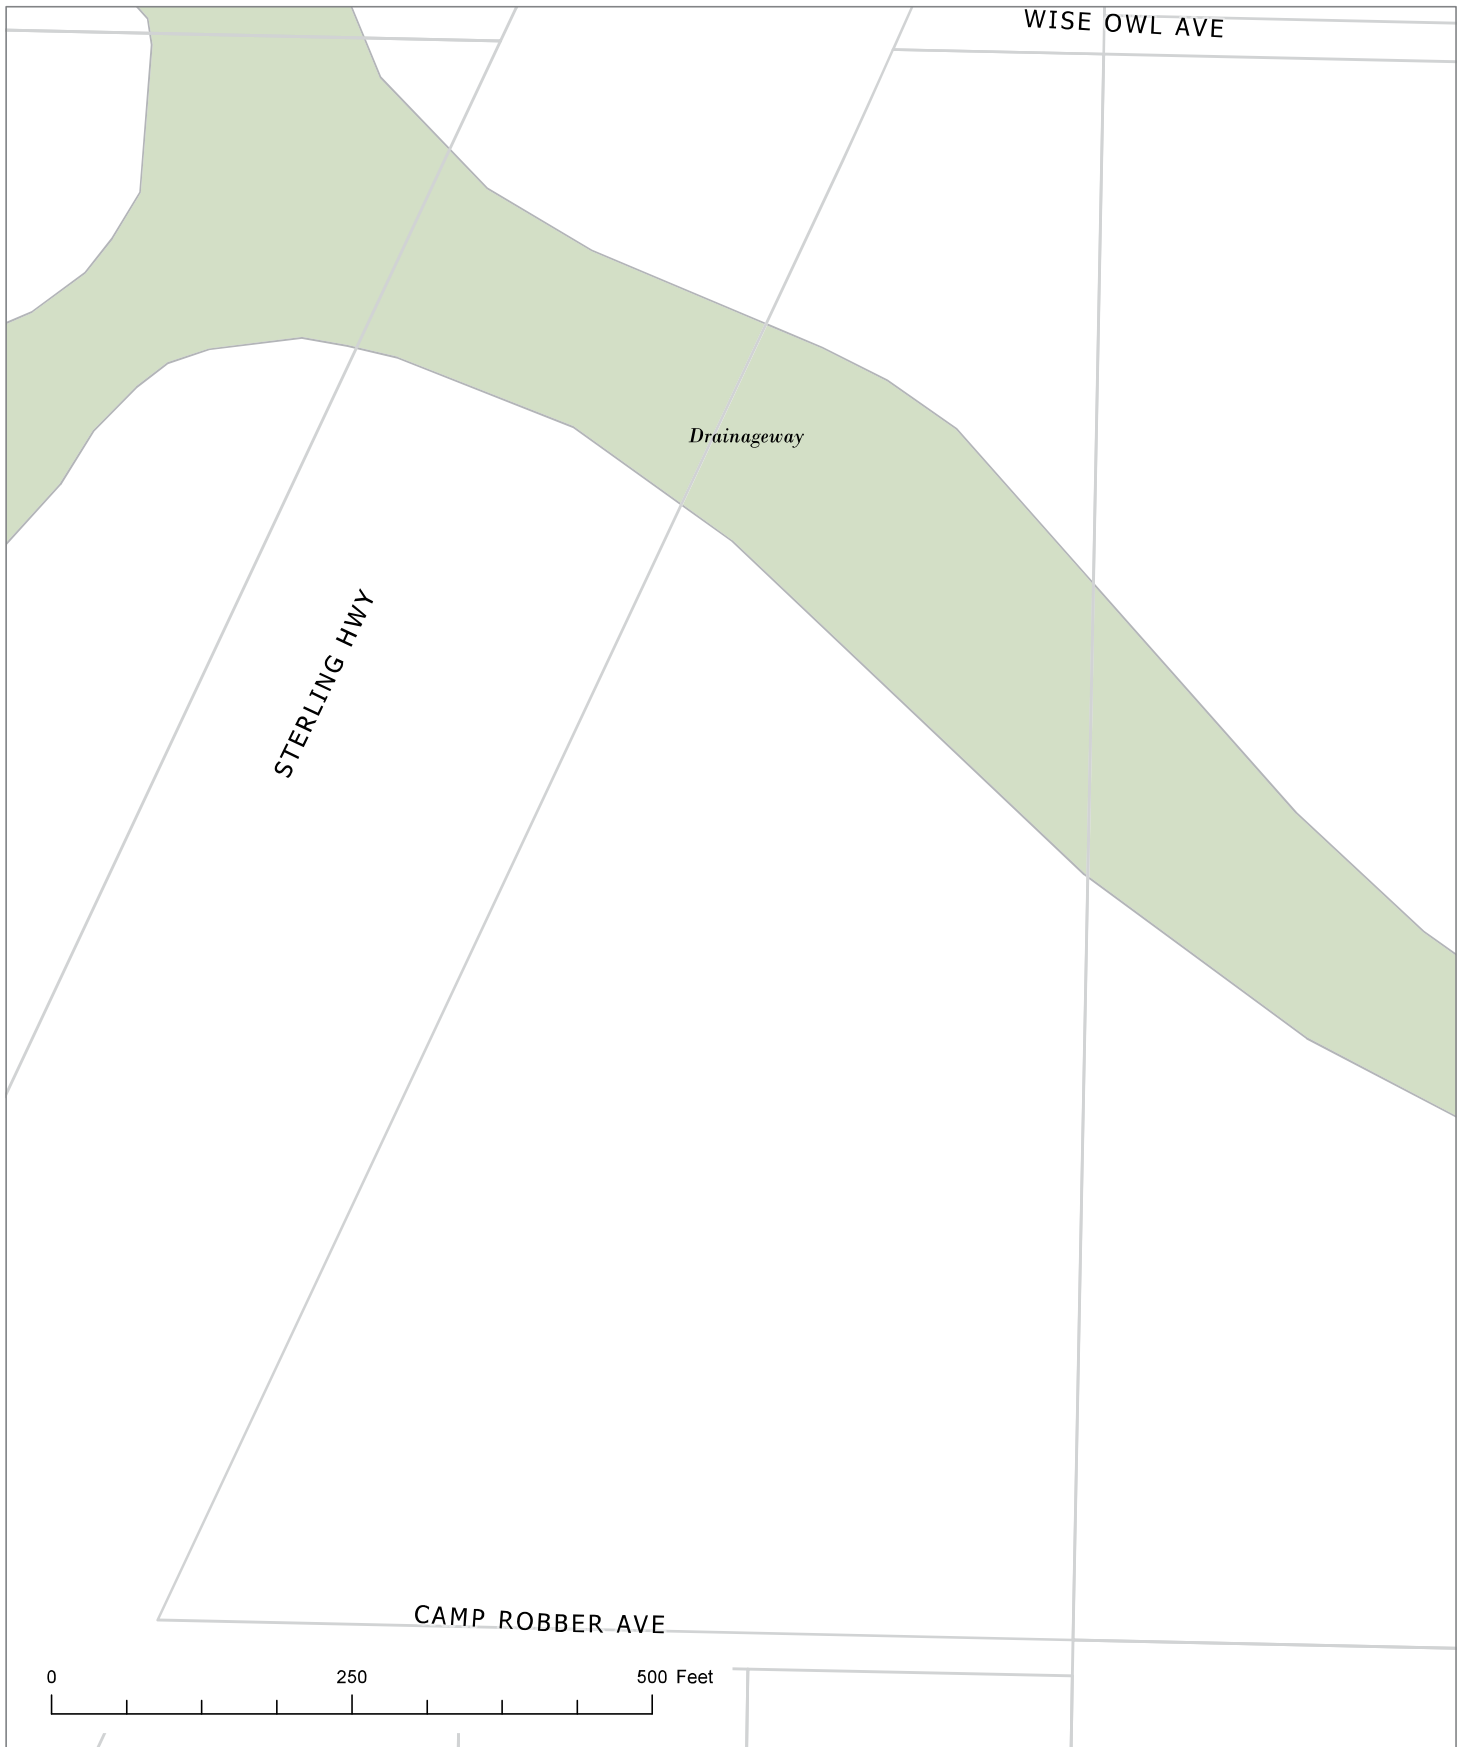 WISE OWL AVE
Drainageway
STERLING HWY
CAMP ROBBER AVE
0 250 500 Feet